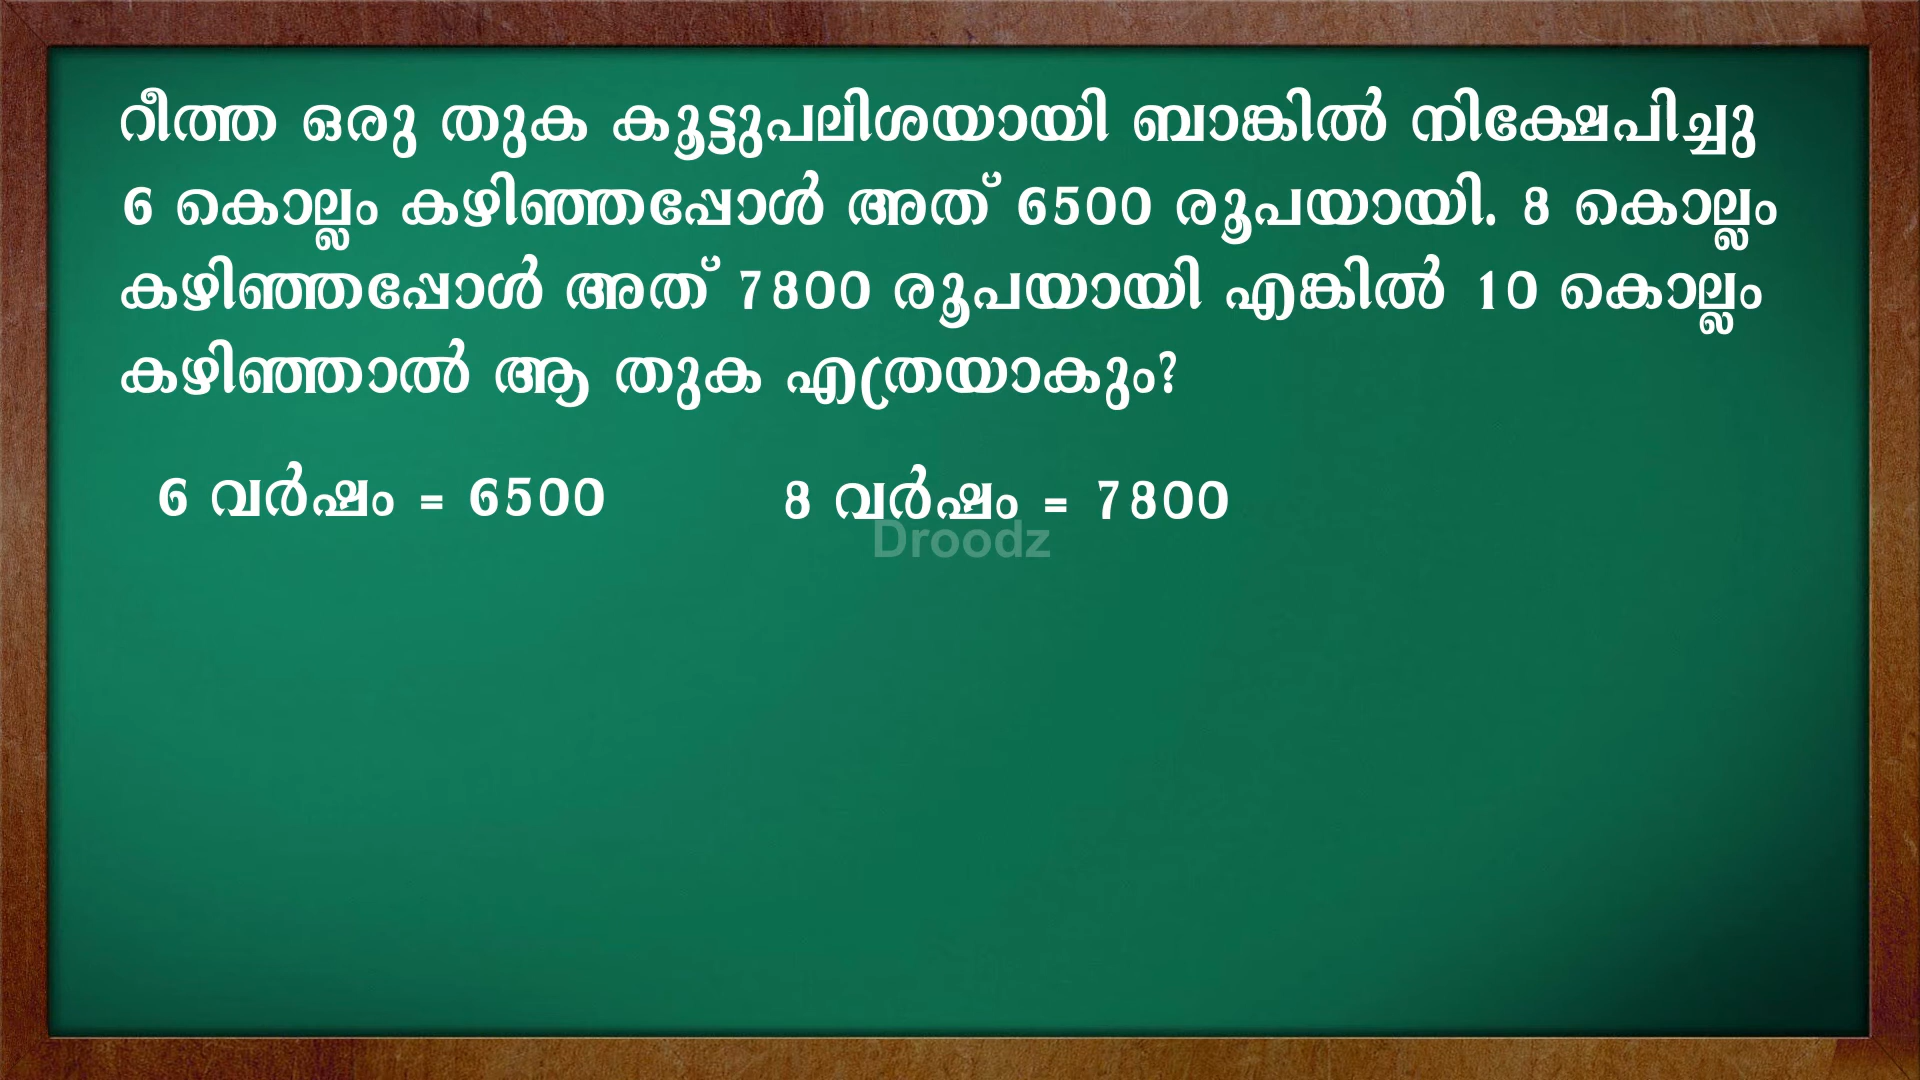 റീത്ത ഒരു തുക കൂട്ടുപലിശയായി ബാങ്കിൽ നിക്ഷേപിച്ചു
6 കൊല്ലം കഴിഞ്ഞപ്പോൾ അത് 6500 രൂപയായി. 8 കൊല്ലം
കഴിഞ്ഞപ്പോൾ അത് 7800 രൂപയായി എങ്കിൽ 10 കൊല്ലം
കഴിഞ്ഞാൽ ആ തുക എത്രയാകും?
6 വർഷം = 6500 8 വർഷം = 7800
Droodz